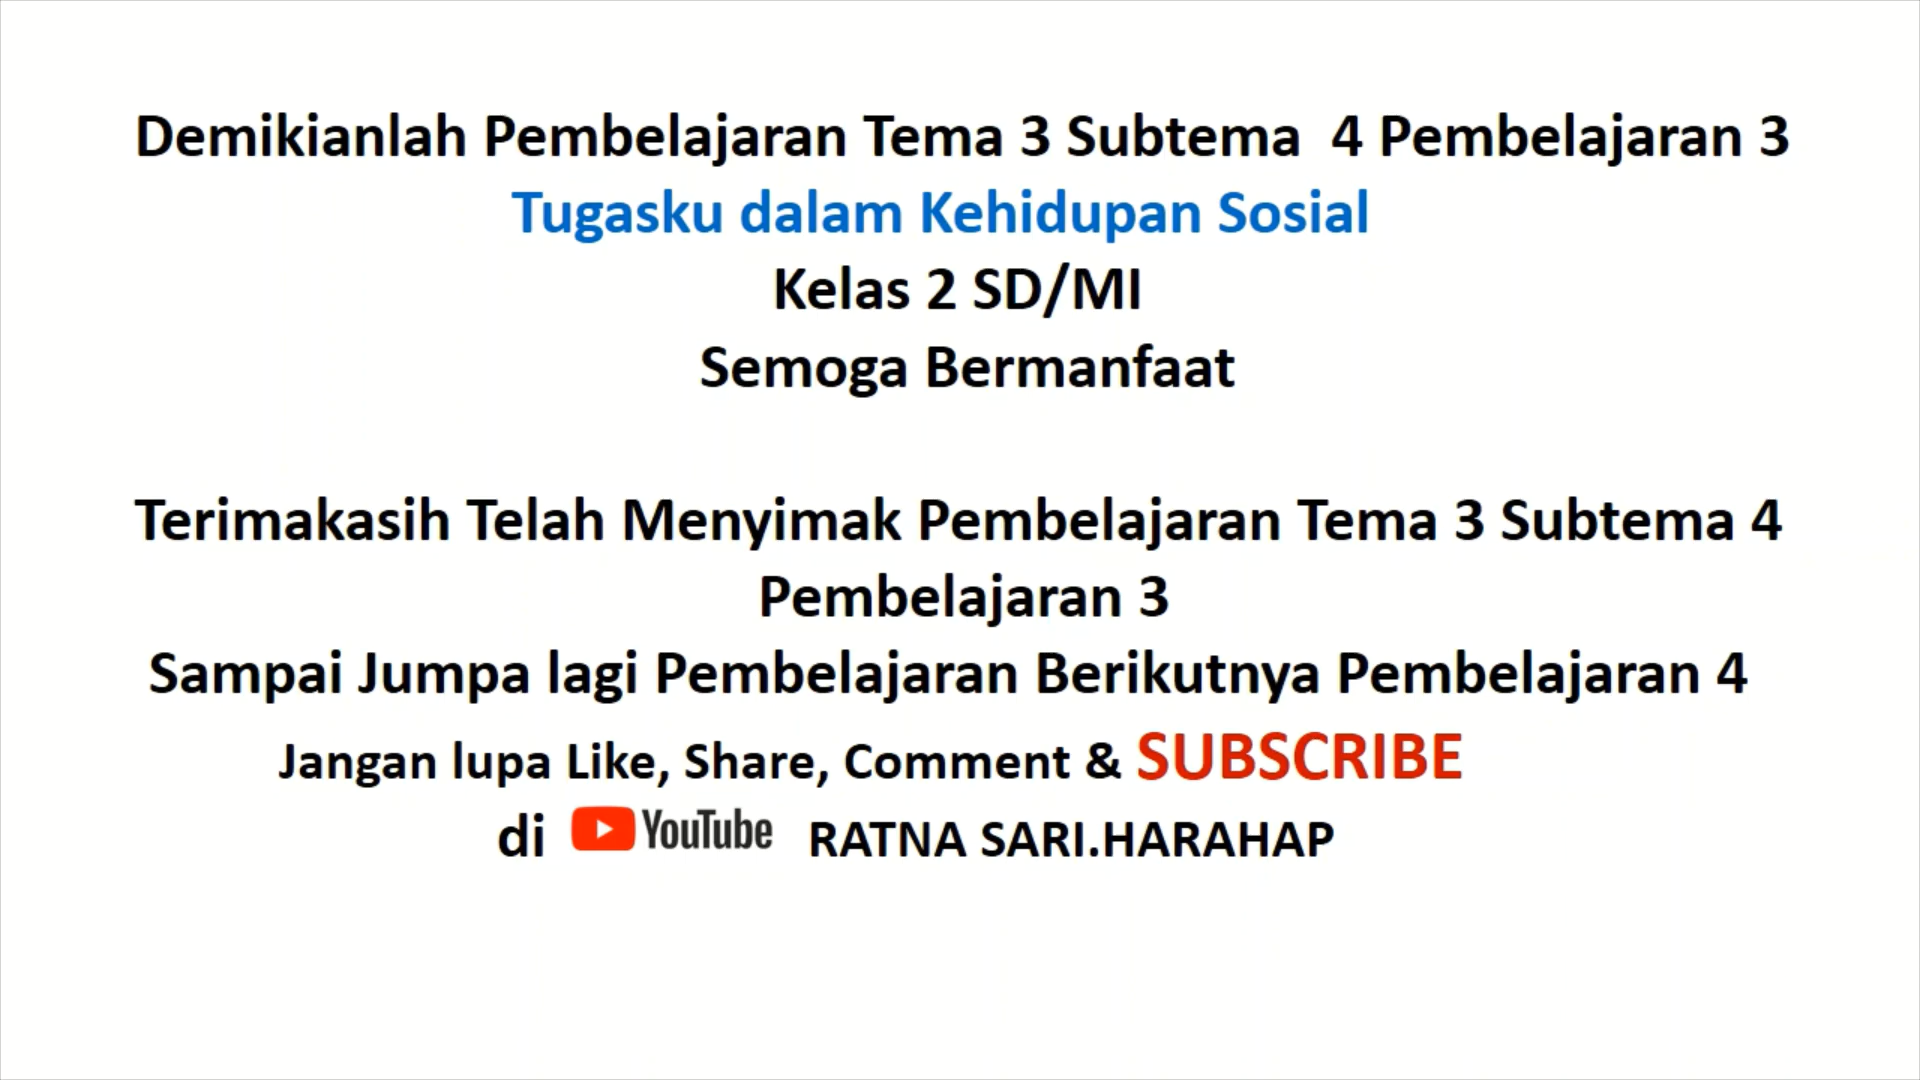 Demikianlah Pembelajaran Tema 3 Subtema 4 Pembelajaran 3
Tugasku dalam Kehidupan Sosial
Kelas 2 SD/MI
Semoga Bermanfaat
Terimakasih Telah Menyimak Pembelajaran Tema 3 Subtema 4
Pembelajaran 3
Sampai Jumpa lagi Pembelajaran Berikutnya Pembelajaran 4
Jangan lupa Like, Share, Comment & SUBSCRIBE
di YouTube RATNA SARI.HARAHAP